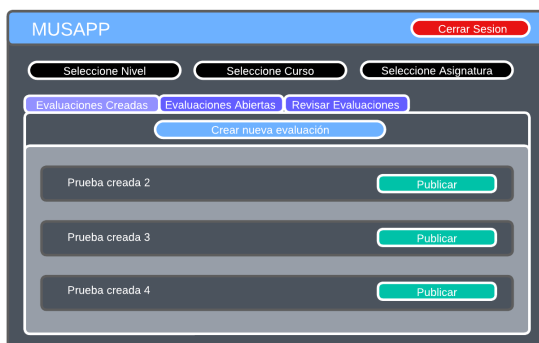 MUSAPP
Cerrar Sesion
Seleccione Nivel
Seleccione Curso
Seleccione Asignatura
Evaluaciones Creadas
Evaluaciones Abiertas
Revisar Evaluaciones
Crear nueva evaluación
Prueba creada 2
Publicar
Prueba creada 3
Publicar
Prueba creada 4
Publicar